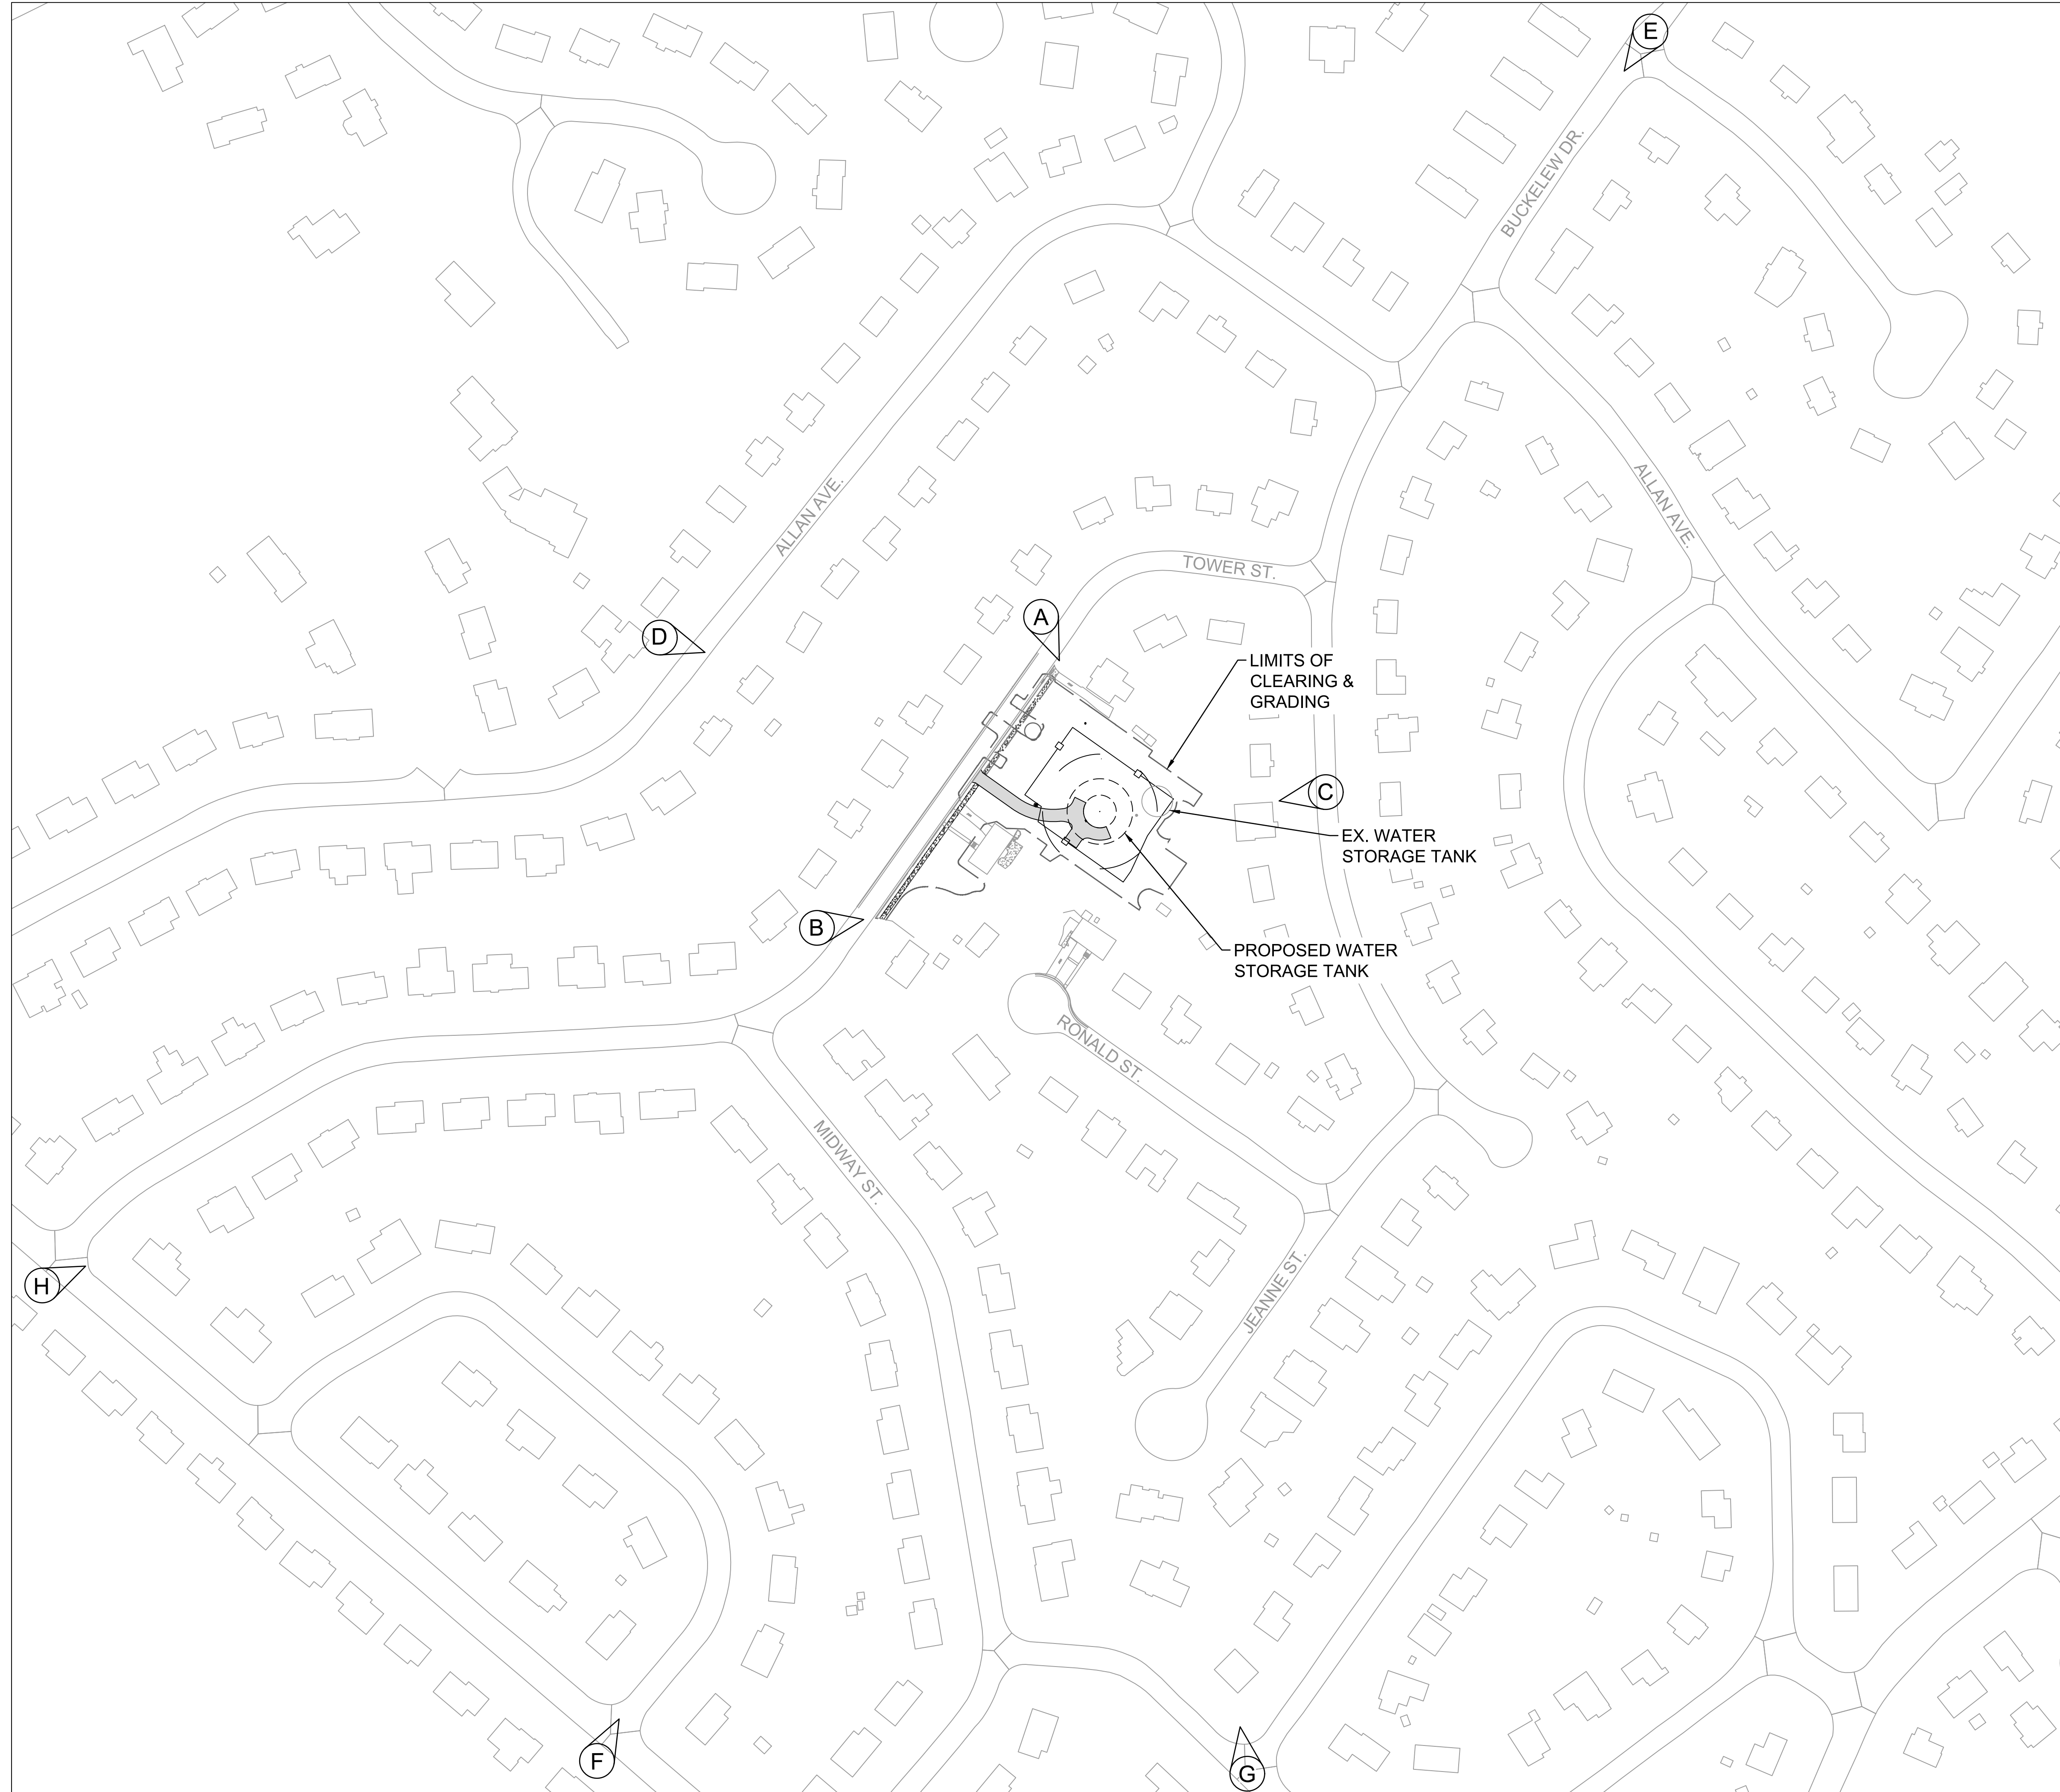 E
BUCKELEW DR.
ALLAN AVE.
ALLAN AVE.
TOWER ST.
A
D
LIMITS OF
CLEARING &
GRADING
C
EX. WATER
STORAGE TANK
B
PROPOSED WATER
STORAGE TANK
RONALD ST.
MIDWAY ST.
JEANNE ST.
H
F
G